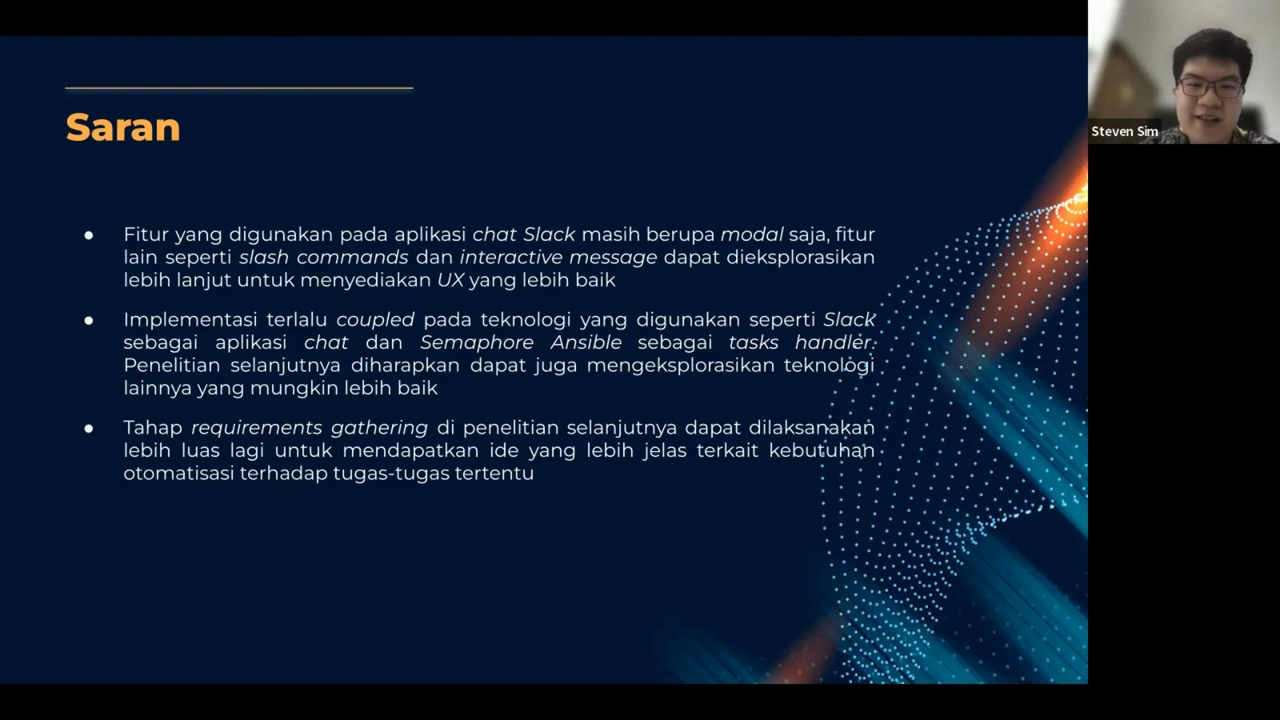 Saran
● Fitur yang digunakan pada aplikasi chat Slack masih berupa modal saja, fitur
lain seperti slash commands dan interactive message dapat dieksplorasikan
lebih lanjut untuk menyediakan UX yang lebih baik
● Implementasi terlalu coupled pada teknologi yang digunakan seperti Slack
sebagai aplikasi chat dan Semaphore Ansible sebagai tasks handler.
Penelitian selanjutnya diharapkan dapat juga mengeksplorasikan teknologi
lainnya yang mungkin lebih baik
● Tahap requirements gathering di penelitian selanjutnya dapat dilaksanakan
lebih luas lagi untuk mendapatkan ide yang lebih jelas terkait kebutuhan
otomatisasi terhadap tugas-tugas tertentu
Steven Sim